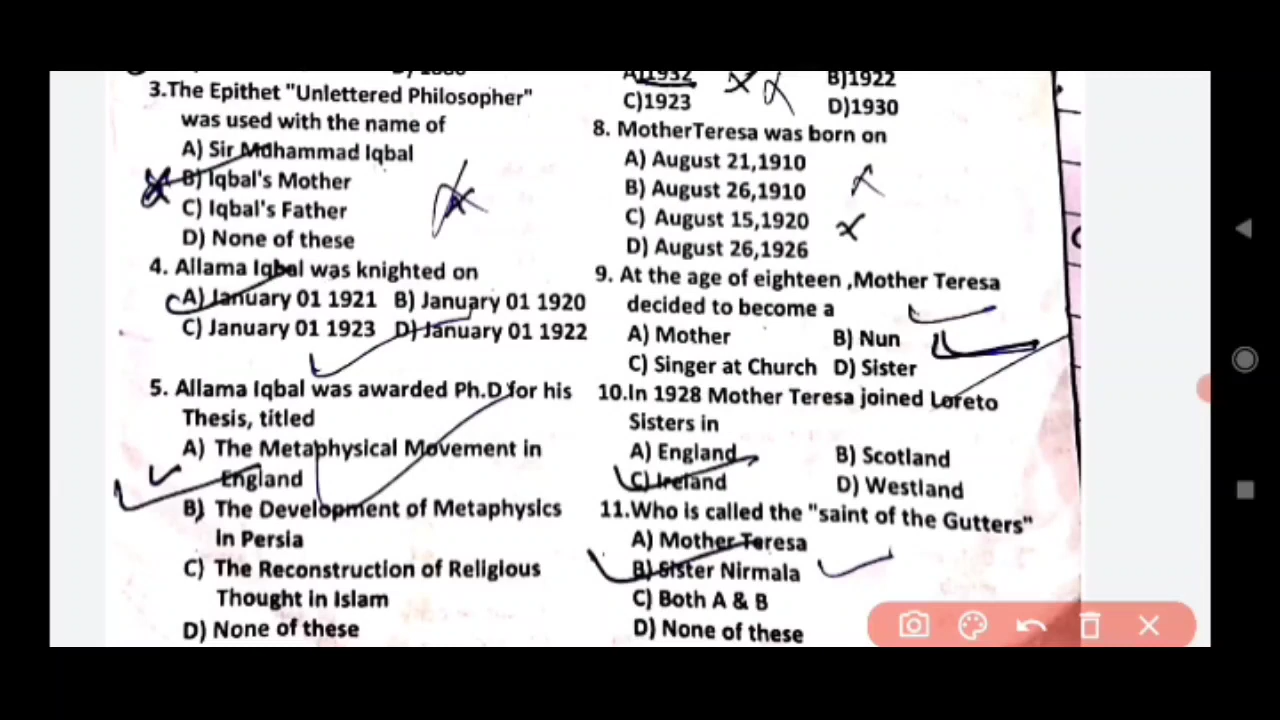 3.The Epithet "Unlettered Philosopher"
was used with the name of
A) Sir Mdhammad Iqbal
B) Iqbal's Mother
C) Iqbal's Father
D) None of these
4. Allama Iqbal was knighted on
A) January 01 1921 B) January 01 1920
C) January 01 1923 D) January 01 1922
5. Allama Iqbal was awarded Ph.D for his
Thesis, titled
A) The Metaphysical Movement in
England
B) The Development of Metaphysics
In Persia
C) The Reconstruction of Religious
Thought in Islam
D) None of these
A)1932 B)1922
C)1923 D)1930
8. MotherTeresa was born on
A) August 21,1910
B) August 26,1910
C) August 15,1920
D) August 26,1926
9. At the age of eighteen ,Mother Teresa
decided to become a
A) Mother B) Nun
C) Singer at Church D) Sister
10.In 1928 Mother Teresa joined Loreto
Sisters in
A) England B) Scotland
C) Ireland D) Westland
11.Who is called the "saint of the Gutters"
A) Mother Teresa
B) Sister Nirmala
C) Both A & B
D) None of these